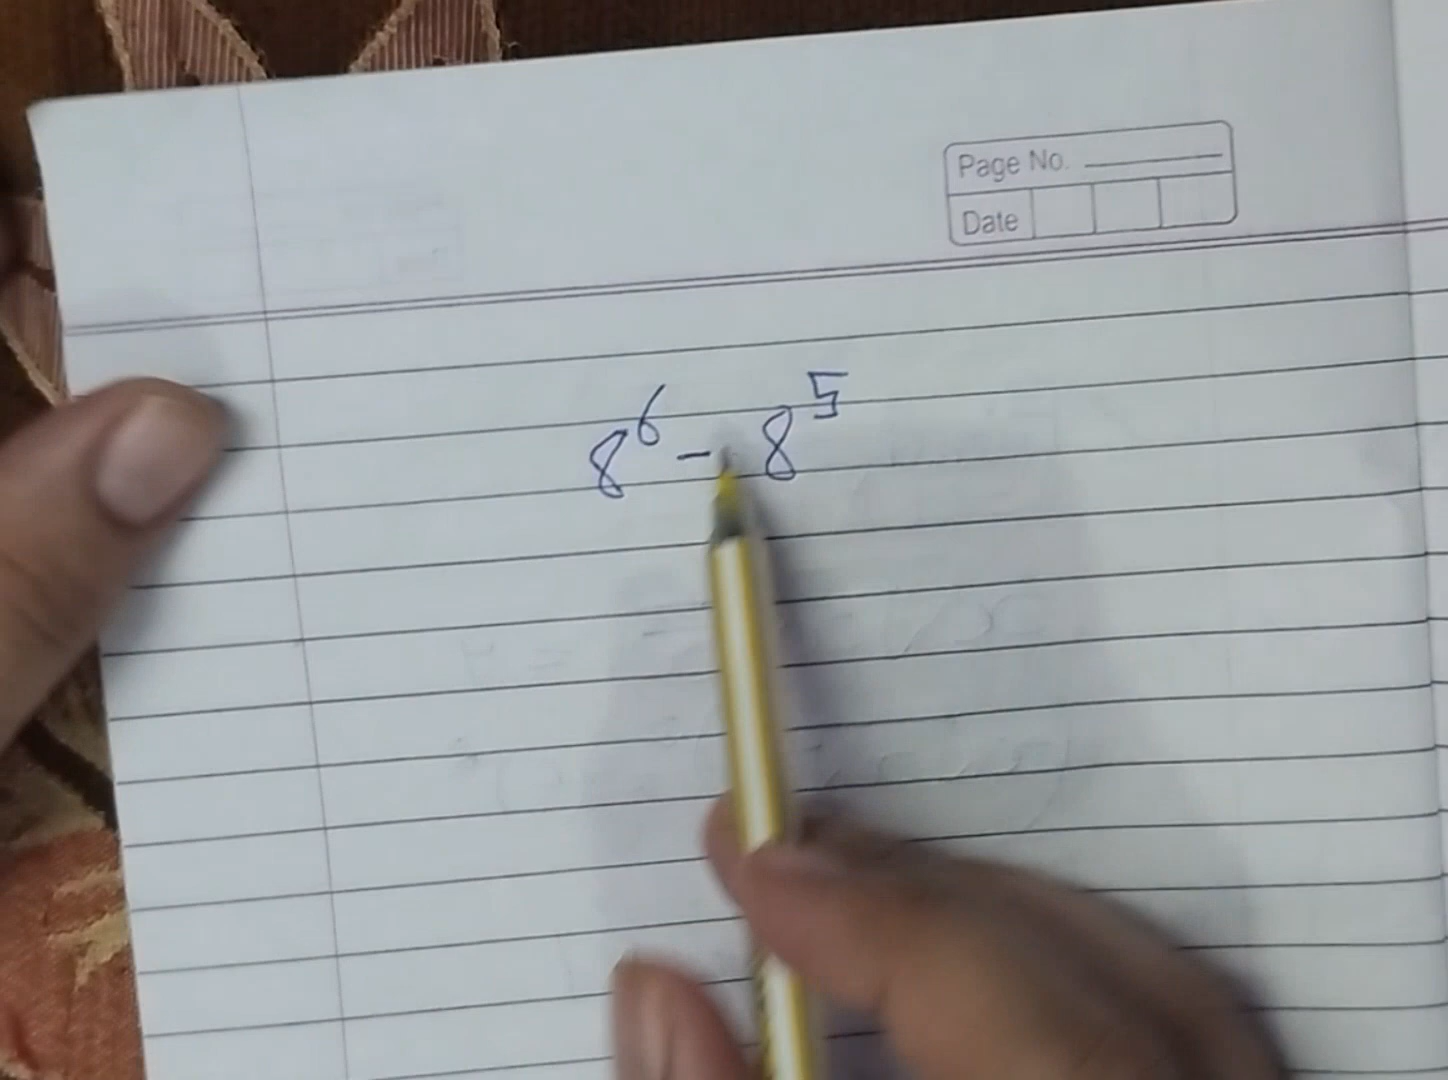 Page No.
Date
8⁶ - 8⁵